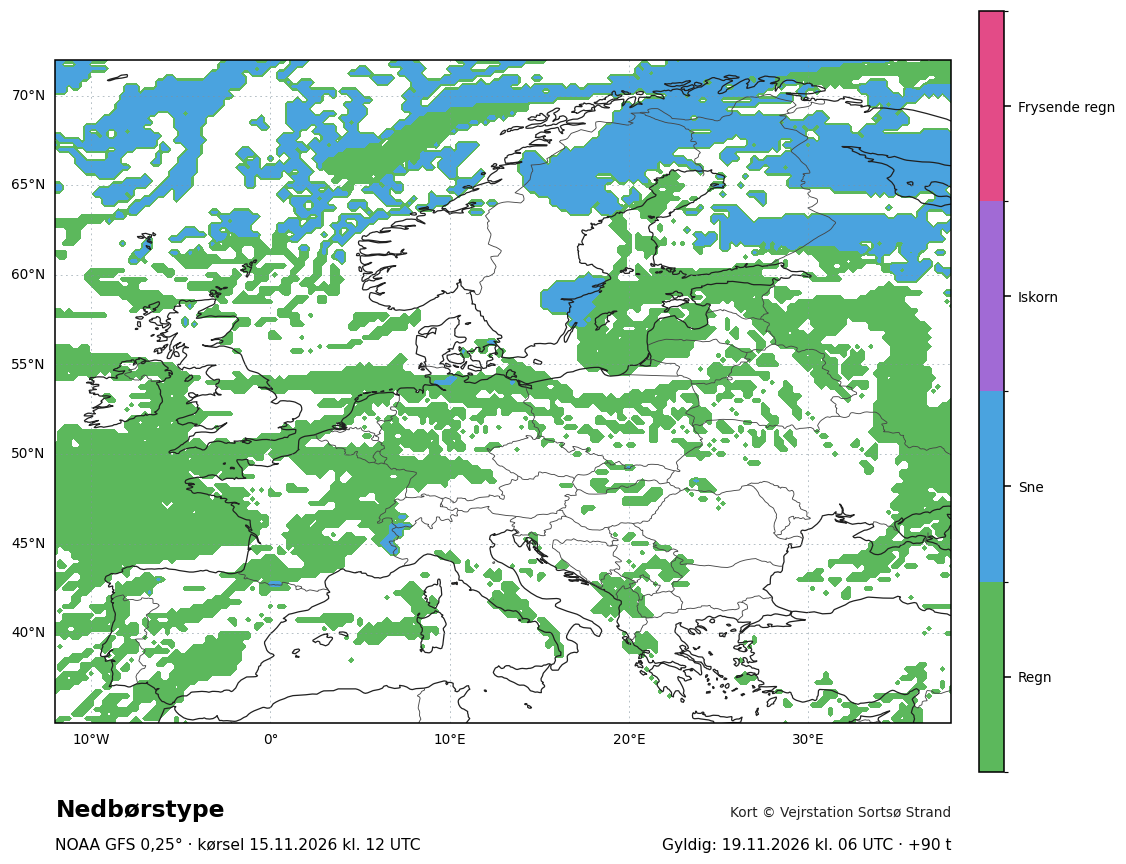 70°N
65°N
60°N
55°N
50°N
45°N
40°N
10°W
0°
10°E
20°E
30°E
Frysende regn
Iskorn
Sne
Regn
Nedbørstype
Kort © Vejrstation Sortsø Strand
NOAA GFS 0,25° · kørsel 15.11.2026 kl. 12 UTC
Gyldig: 19.11.2026 kl. 06 UTC · +90 t